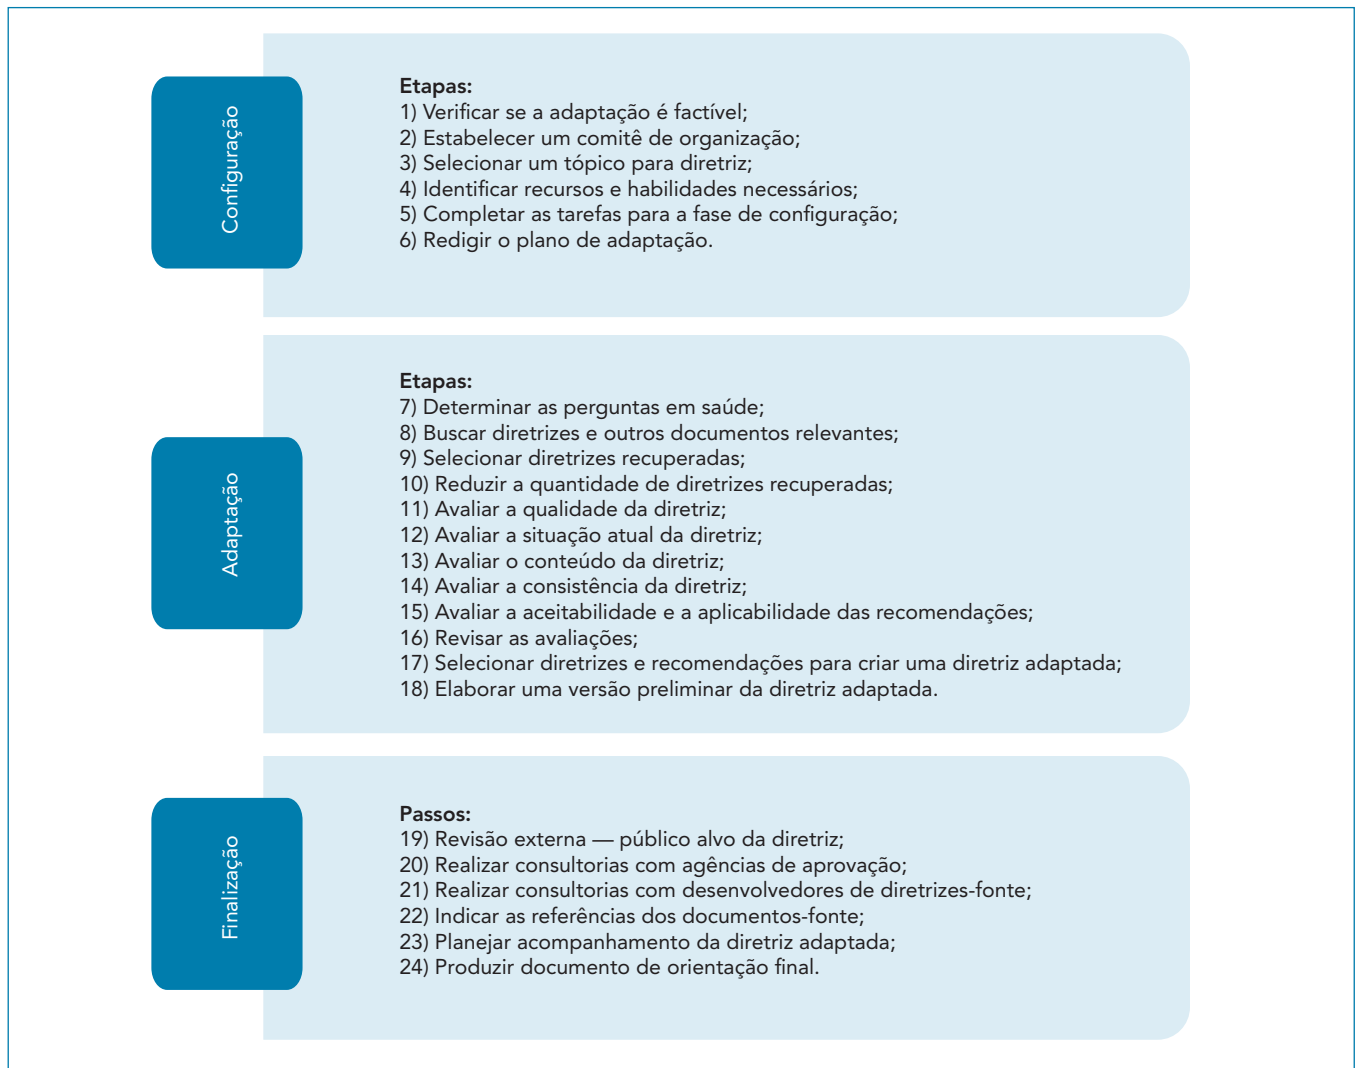 Configuração
Etapas:
1) Verificar se a adaptação é factível;
2) Estabelecer um comitê de organização;
3) Selecionar um tópico para diretriz;
4) Identificar recursos e habilidades necessários;
5) Completar as tarefas para a fase de configuração;
6) Redigir o plano de adaptação.
Adaptação
Etapas:
7) Determinar as perguntas em saúde;
8) Buscar diretrizes e outros documentos relevantes;
9) Selecionar diretrizes recuperadas;
10) Reduzir a quantidade de diretrizes recuperadas;
11) Avaliar a qualidade da diretriz;
12) Avaliar a situação atual da diretriz;
13) Avaliar o conteúdo da diretriz;
14) Avaliar a consistência da diretriz;
15) Avaliar a aceitabilidade e a aplicabilidade das recomendações;
16) Revisar as avaliações;
17) Selecionar diretrizes e recomendações para criar uma diretriz adaptada;
18) Elaborar uma versão preliminar da diretriz adaptada.
Finalização
Passos:
19) Revisão externa — público alvo da diretriz;
20) Realizar consultorias com agências de aprovação;
21) Realizar consultorias com desenvolvedores de diretrizes-fonte;
22) Indicar as referências dos documentos-fonte;
23) Planejar acompanhamento da diretriz adaptada;
24) Produzir documento de orientação final.